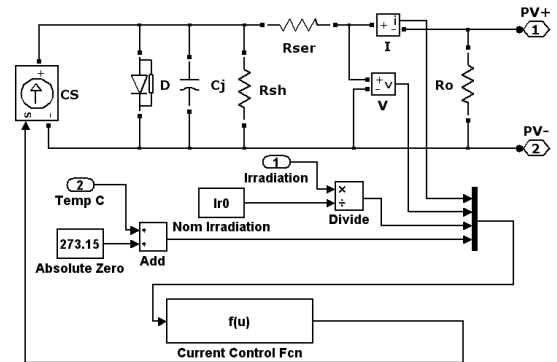 PV+
1
i
+ -
I
Rser
+
CS
s
-
D
Cj
Rsh
+
-
v
V
Ro
PV-
2
1
Irradiation
×
÷
Divide
Ir0
Nom Irradiation
2
Temp C
+
+
Add
273.15
Absolute Zero
f(u)
Current Control Fcn